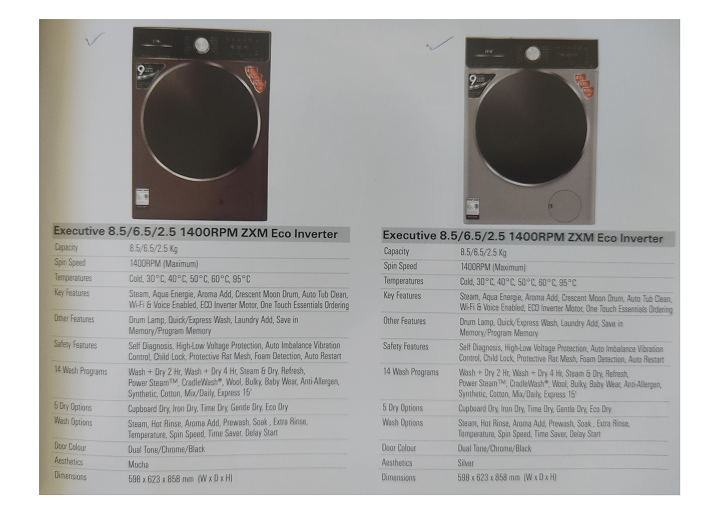 9
9
Executive 8.5/6.5/2.5 1400RPM ZXM Eco Inverter
Capacity 8.5/6.5/2.5 Kg
Spin Speed 1400RPM (Maximum)
Temperatures Cold, 30°C, 40°C, 50°C, 60°C, 95°C
Key Features Steam, Aqua Energie, Aroma Add, Crescent Moon Drum, Auto Tub Clean,
Wi-Fi & Voice Enabled, ECO Inverter Motor, One Touch Essentials Ordering
Other Features Drum Lamp, Quick/Express Wash, Laundry Add, Save in
Memory/Program Memory
Safety Features Self Diagnosis, High-Low Voltage Protection, Auto Imbalance Vibration
Control, Child Lock, Protective Rat Mesh, Foam Detection, Auto Restart
14 Wash Programs Wash + Dry 2 Hr, Wash + Dry 4 Hr, Steam & Dry, Refresh,
Power Steam™, CradleWash®, Wool, Bulky, Baby Wear, Anti-Allergen,
Synthetic, Cotton, Mix/Daily, Express 15'
5 Dry Options Cupboard Dry, Iron Dry, Time Dry, Gentle Dry, Eco Dry
Wash Options Steam, Hot Rinse, Aroma Add, Prewash, Soak , Extra Rinse,
Temperature, Spin Speed, Time Saver, Delay Start
Door Colour Dual Tone/Chrome/Black
Aesthetics Mocha
Dimensions 598 x 623 x 858 mm (W x D x H)
Executive 8.5/6.5/2.5 1400RPM ZXM Eco Inverter
Capacity 8.5/6.5/2.5 Kg
Spin Speed 1400RPM (Maximum)
Temperatures Cold, 30°C, 40°C, 50°C, 60°C, 95°C
Key Features Steam, Aqua Energie, Aroma Add, Crescent Moon Drum, Auto Tub Clean,
Wi-Fi & Voice Enabled, ECO Inverter Motor, One Touch Essentials Ordering
Other Features Drum Lamp, Quick/Express Wash, Laundry Add, Save in
Memory/Program Memory
Safety Features Self Diagnosis, High-Low Voltage Protection, Auto Imbalance Vibration
Control, Child Lock, Protective Rat Mesh, Foam Detection, Auto Restart
14 Wash Programs Wash + Dry 2 Hr, Wash + Dry 4 Hr, Steam & Dry, Refresh,
Power Steam™, CradleWash®, Wool, Bulky, Baby Wear, Anti-Allergen,
Synthetic, Cotton, Mix/Daily, Express 15'
5 Dry Options Cupboard Dry, Iron Dry, Time Dry, Gentle Dry, Eco Dry
Wash Options Steam, Hot Rinse, Aroma Add, Prewash, Soak , Extra Rinse,
Temperature, Spin Speed, Time Saver, Delay Start
Door Colour Dual Tone/Chrome/Black
Aesthetics Silver
Dimensions 598 x 623 x 858 mm (W x D x H)